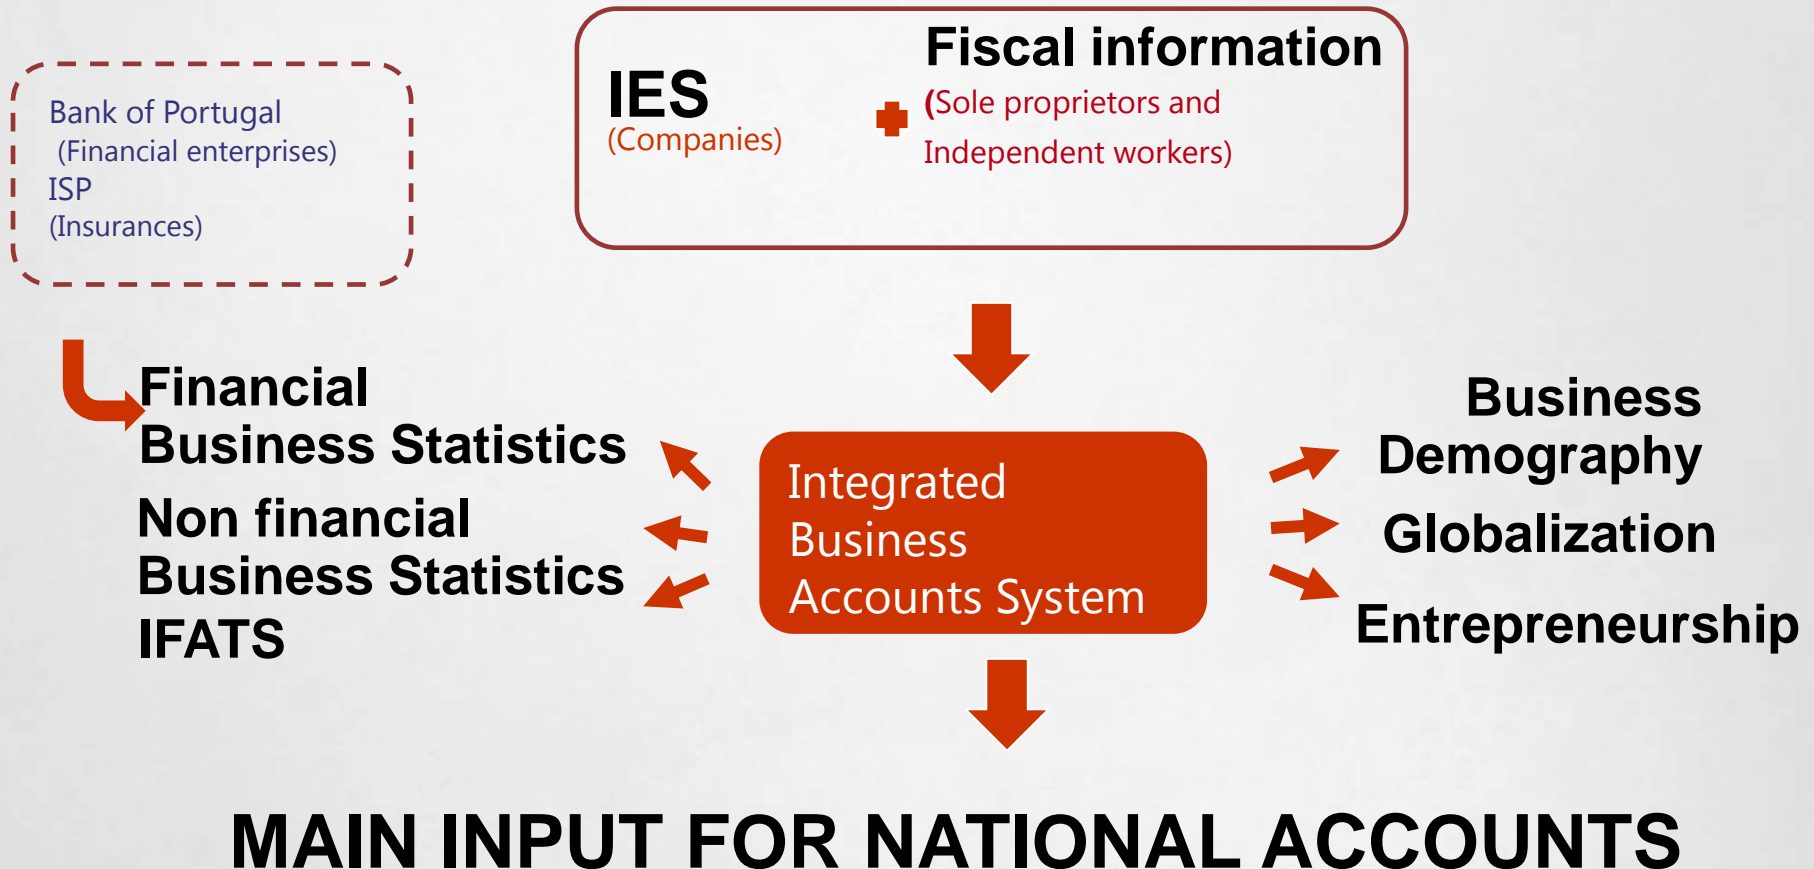 Bank of Portugal
(Financial enterprises)
ISP
(Insurances)
IES
(Companies)
Fiscal information
(Sole proprietors and
Independent workers)
Financial
Business Statistics
Non financial
Business Statistics
IFATS
Integrated
Business
Accounts System
Business
Demography
Globalization
Entrepreneurship
MAIN INPUT FOR NATIONAL ACCOUNTS